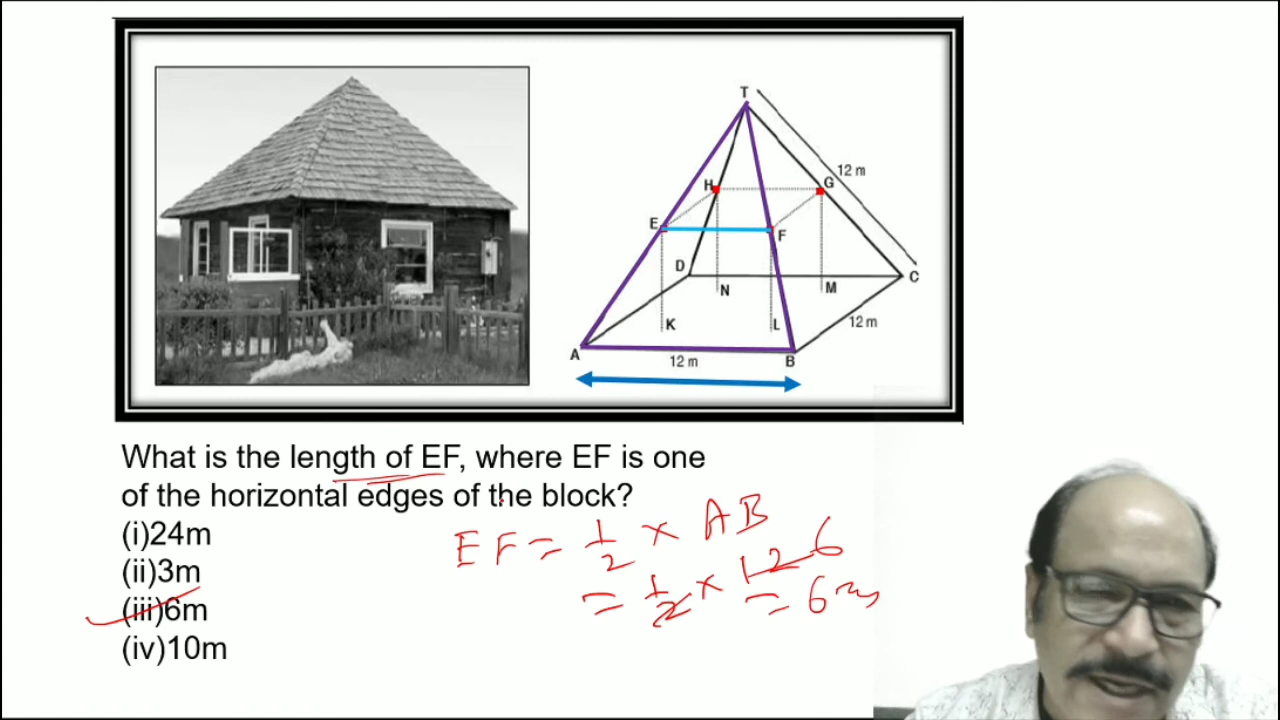 T
12 m
H
G
E
F
D
C
N
M
K
L
12 m
A
12 m
B
What is the length of EF, where EF is one
of the horizontal edges of the block?
(i)24m
(ii)3m
(iii)6m
(iv)10m
EF = 1/2 × AB
= 1/2 × 12 6
= 6m